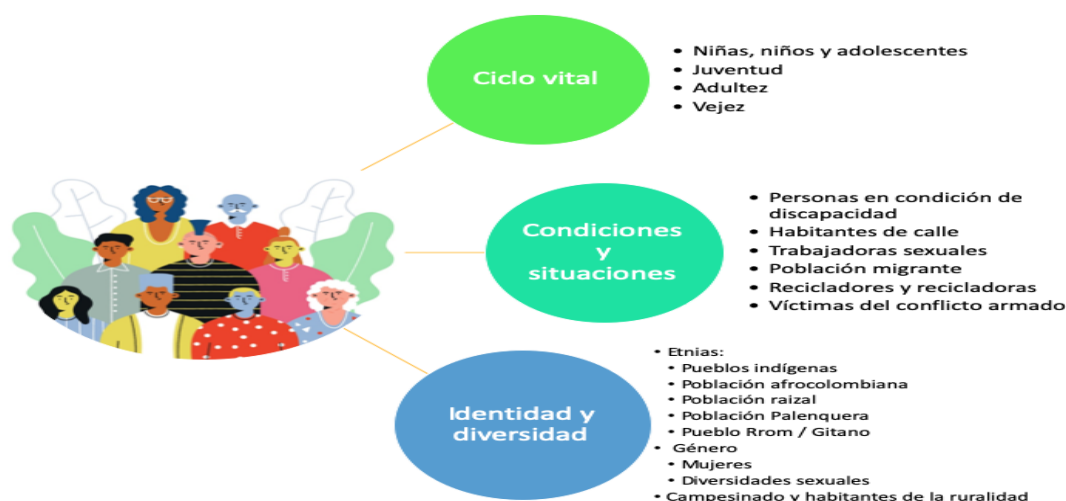 Ciclo vital
• Niñas, niños y adolescentes
• Juventud
• Adultez
• Vejez
Condiciones
y
situaciones
• Personas en condición de
discapacidad
• Habitantes de calle
• Trabajadoras sexuales
• Población migrante
• Recicladores y recicladoras
• Víctimas del conflicto armado
Identidad y
diversidad
• Etnias:
• Pueblos indígenas
• Población afrocolombiana
• Población raizal
• Población Palenquera
• Pueblo Rrom / Gitano
• Género
• Mujeres
• Diversidades sexuales
• Campesinado y habitantes de la ruralidad